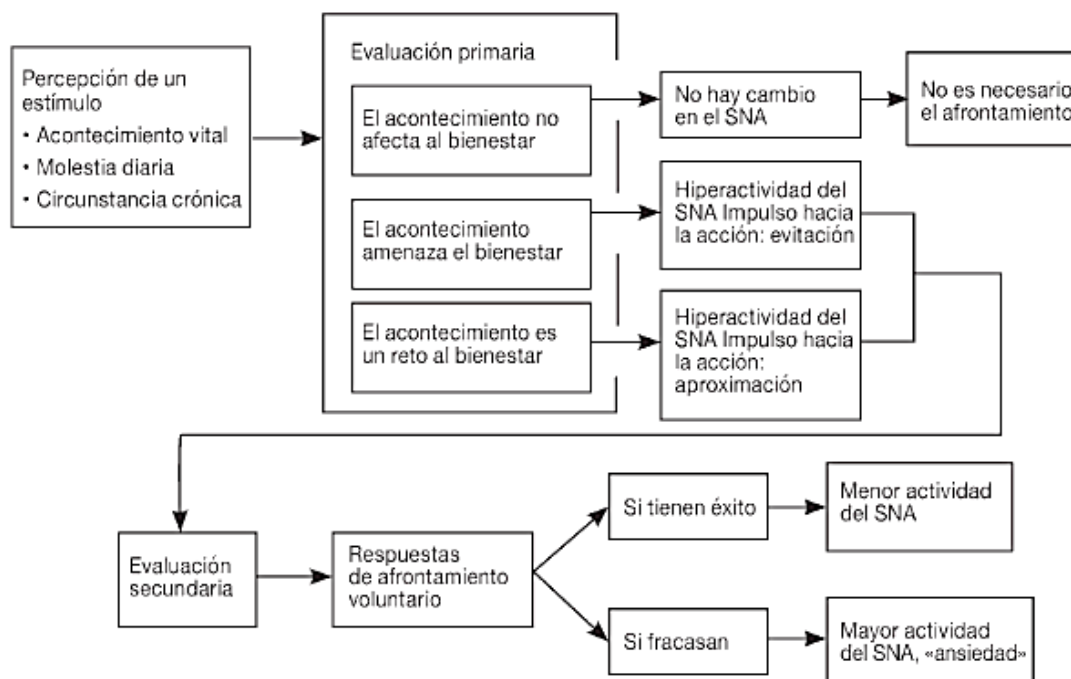 Percepción de un
estímulo
• Acontecimiento vital
• Molestia diaria
• Circunstancia crónica
Evaluación primaria
El acontecimiento no
afecta al bienestar
El acontecimiento
amenaza el bienestar
El acontecimiento es
un reto al bienestar
No hay cambio
en el SNA
No es necesario
el afrontamiento
Hiperactividad del
SNA Impulso hacia
la acción: evitación
Hiperactividad del
SNA Impulso hacia
la acción:
aproximación
Evaluación
secundaria
Respuestas
de afrontamiento
voluntario
Si tienen éxito
Menor actividad
del SNA
Si fracasan
Mayor actividad
del SNA, «ansiedad»